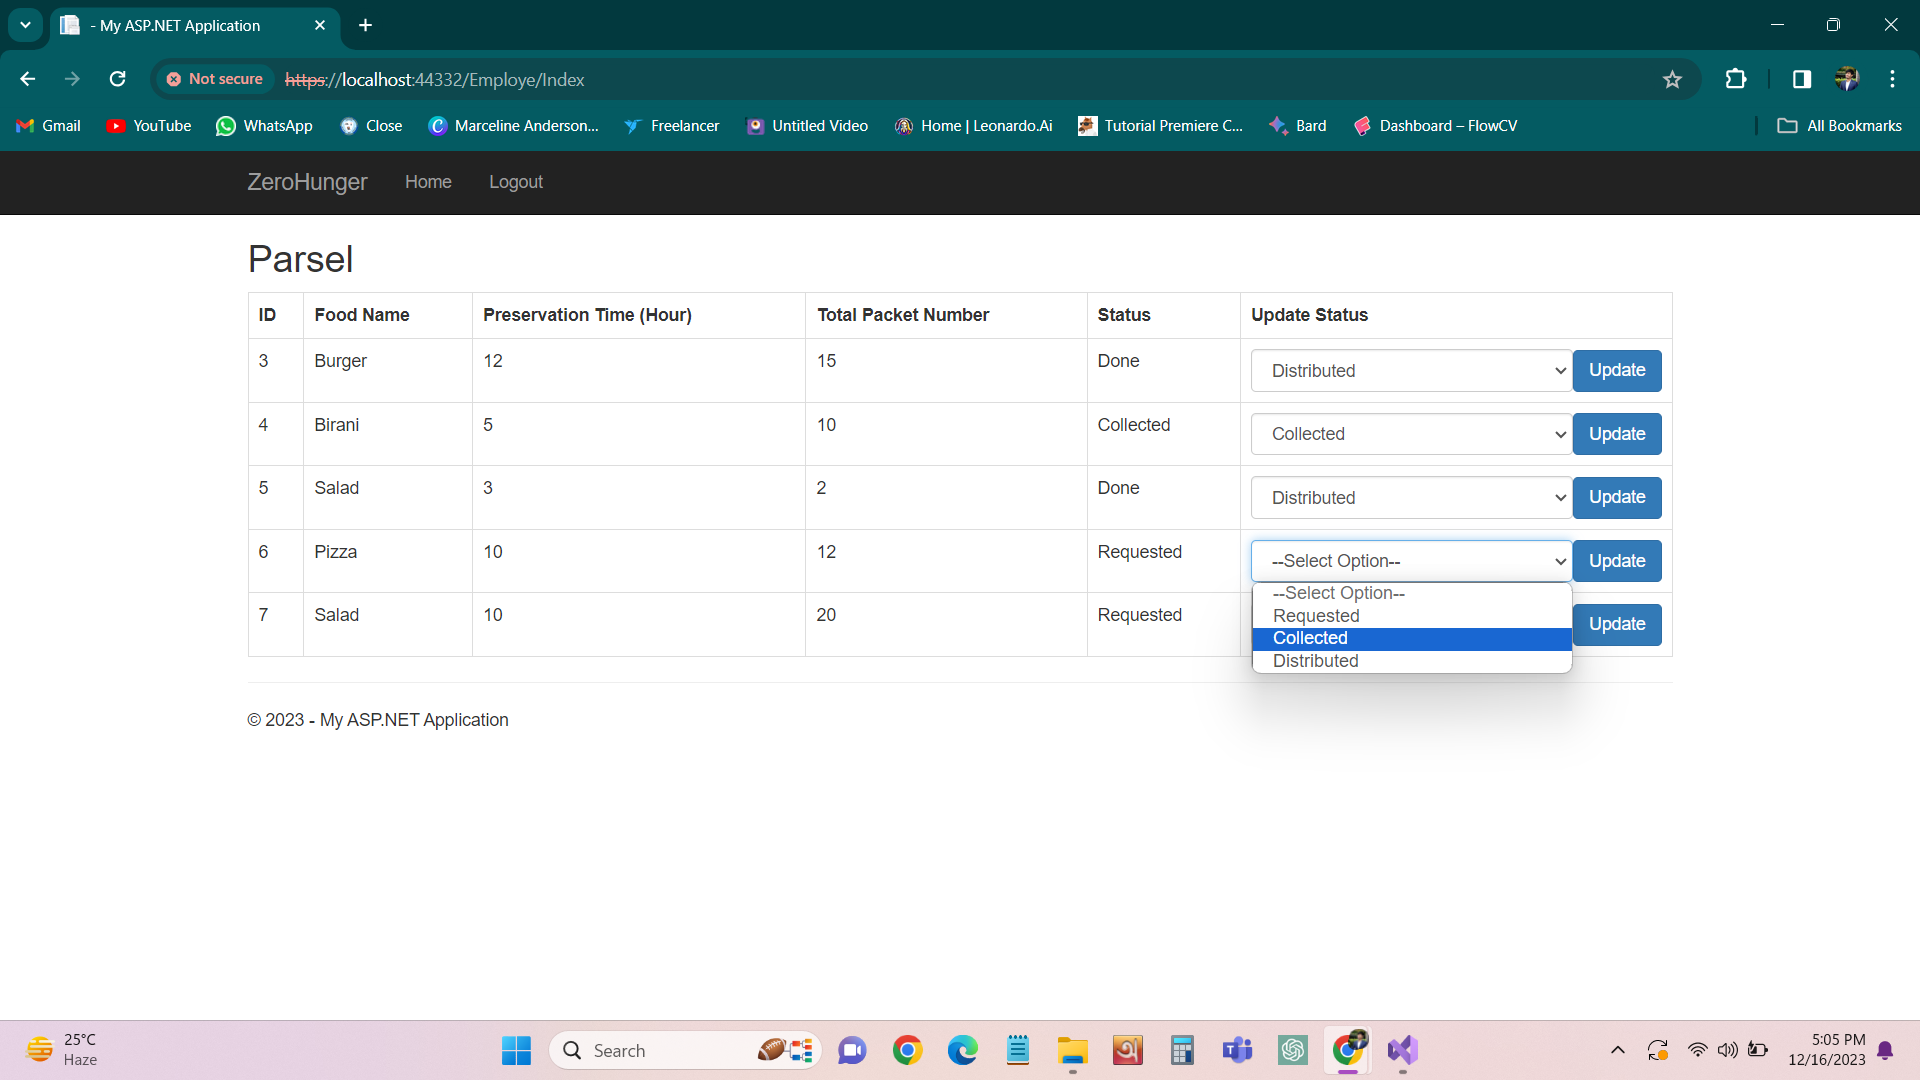 - My ASP.NET Application
Not secure https://localhost:44332/Employe/Index
Gmail YouTube WhatsApp Close Marceline Anderson... Freelancer Untitled Video Home | Leonardo.Ai Tutorial Premiere C... Bard Dashboard – FlowCV All Bookmarks
ZeroHunger Home Logout
Parsel
ID Food Name Preservation Time (Hour) Total Packet Number Status Update Status
3 Burger 12 15 Done Distributed Update
4 Birani 5 10 Collected Collected Update
5 Salad 3 2 Done Distributed Update
6 Pizza 10 12 Requested --Select Option-- Update
--Select Option--
Requested
7 Salad 10 20 Requested Update
Collected
Distributed
© 2023 - My ASP.NET Application
25°C
Haze
Search
5:05 PM
12/16/2023